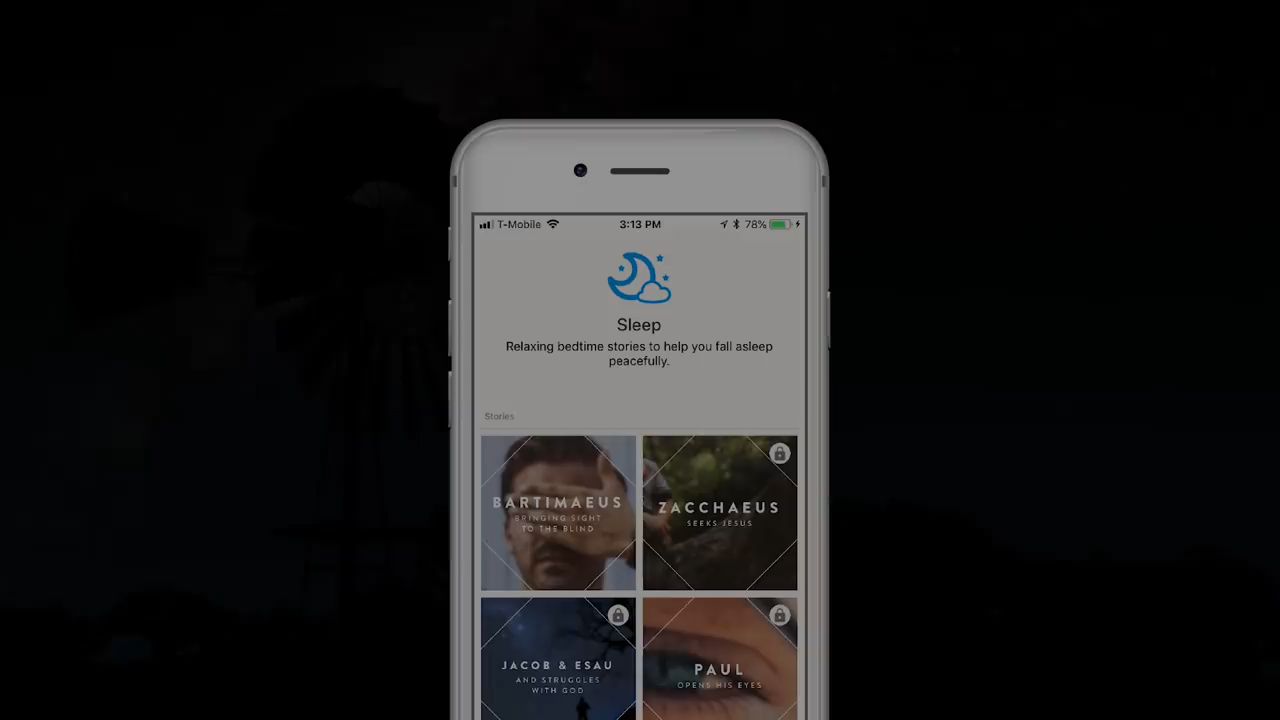 T-Mobile 3:13 PM 78%
Sleep
Relaxing bedtime stories to help you fall asleep
peacefully.
Stories
BARTIMAEUS
BRINGING SIGHT
TO THE BLIND
ZACCHAEUS
SEEKS JESUS
JACOB & ESAU
AND STRUGGLES
WITH GOD
PAUL
OPENS HIS EYES